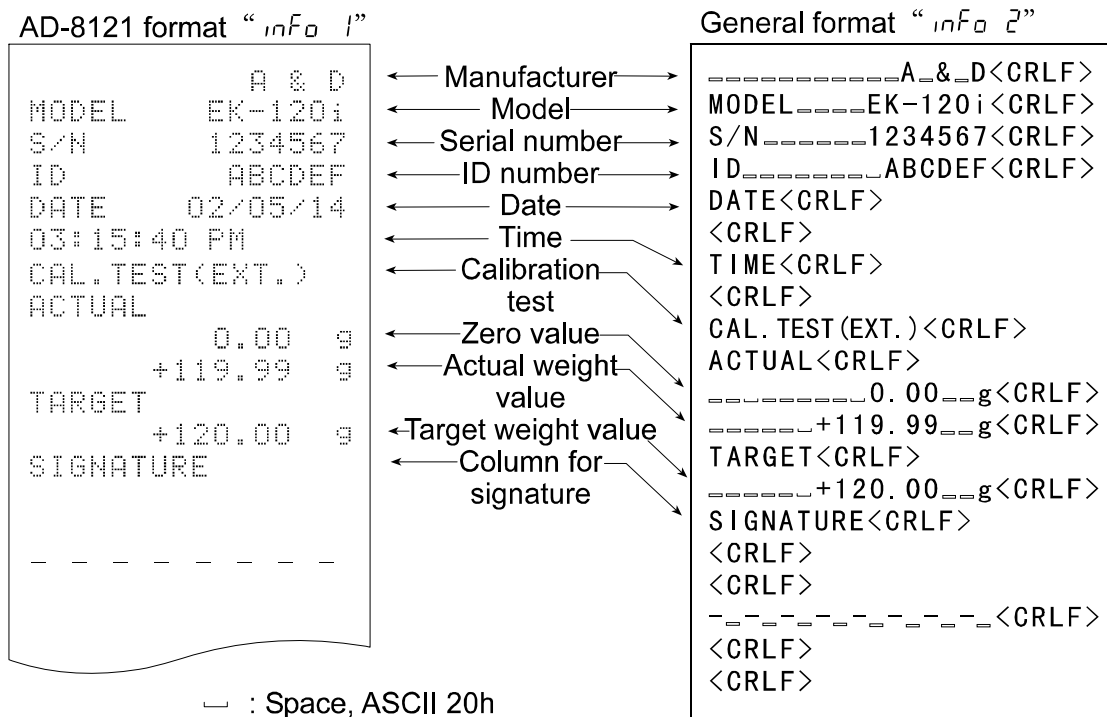 AD-8121 format “info 1”
A & D
MODEL EK-120i
S/N 1234567
ID ABCDEF
DATE 02/05/14
03:15:40 PM
CAL.TEST(EXT.)
ACTUAL
0.00 g
+119.99 g
TARGET
+120.00 g
SIGNATURE
- - - - - - - -
Manufacturer
Model
Serial number
ID number
Date
Time
Calibration
test
Zero value
Actual weight
value
Target weight value
Column for
signature
General format “info 2”
␣␣␣␣␣␣␣␣␣␣␣A␣&␣D<CRLF>
MODEL␣␣␣␣EK-120i<CRLF>
S/N␣␣␣␣␣␣1234567<CRLF>
ID␣␣␣␣␣␣␣␣ABCDEF<CRLF>
DATE<CRLF>
<CRLF>
TIME<CRLF>
<CRLF>
CAL.TEST(EXT.)<CRLF>
ACTUAL<CRLF>
␣␣␣␣␣␣␣␣␣0.00␣␣g<CRLF>
␣␣␣␣␣␣+119.99␣␣g<CRLF>
TARGET<CRLF>
␣␣␣␣␣␣+120.00␣␣g<CRLF>
SIGNATURE<CRLF>
<CRLF>
<CRLF>
-␣-␣-␣-␣-␣-␣-␣-␣<CRLF>
<CRLF>
<CRLF>
␣ : Space, ASCII 20h